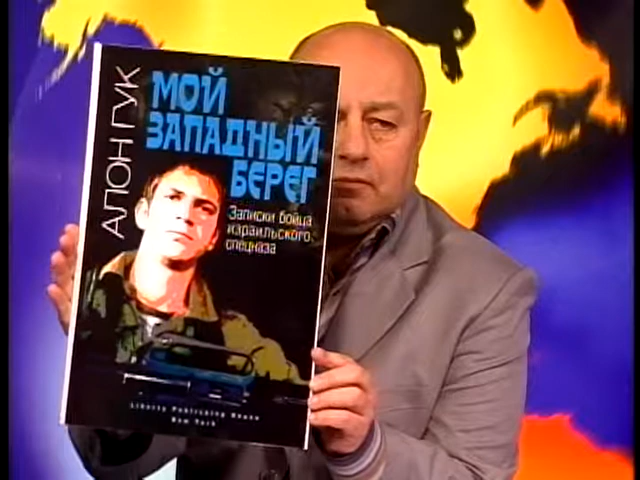 АЛОН ГУК
МОЙ
ЗАПАДНЫЙ
БЕРЕГ
Записки бойца
израильского
спецназа
Liberty Publishing House
New York